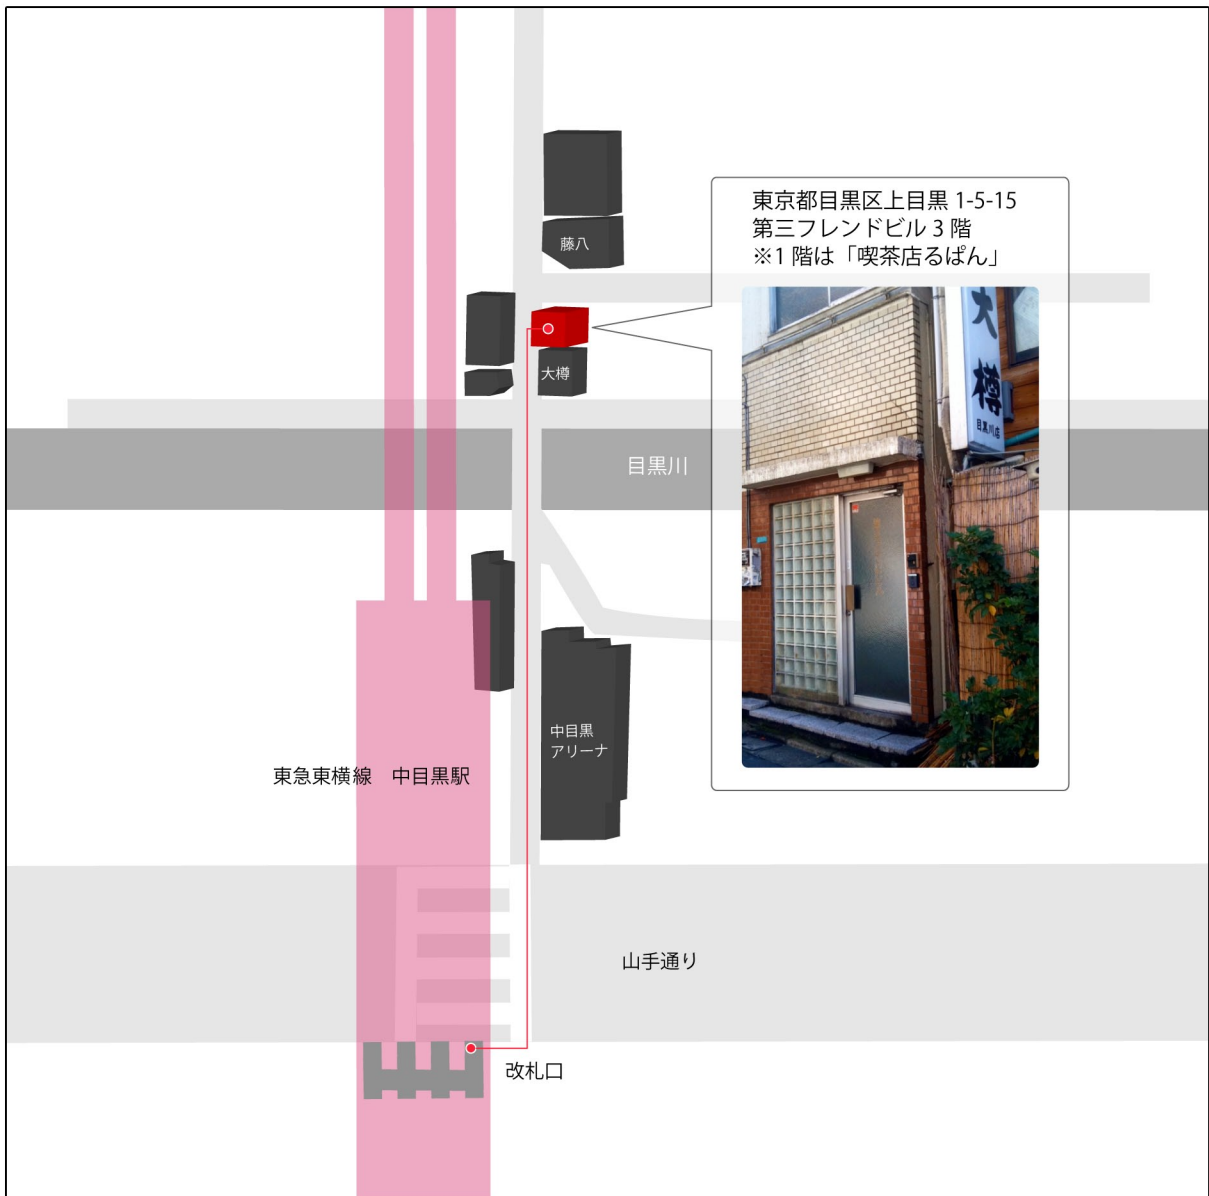 東京都目黒区上目黒 1-5-15
第三フレンドビル 3 階
※1 階は「喫茶店るぱん」
藤八
大樽
大樽
目黒川店
目黒川
中目黒
アリーナ
東急東横線　中目黒駅
山手通り
改札口